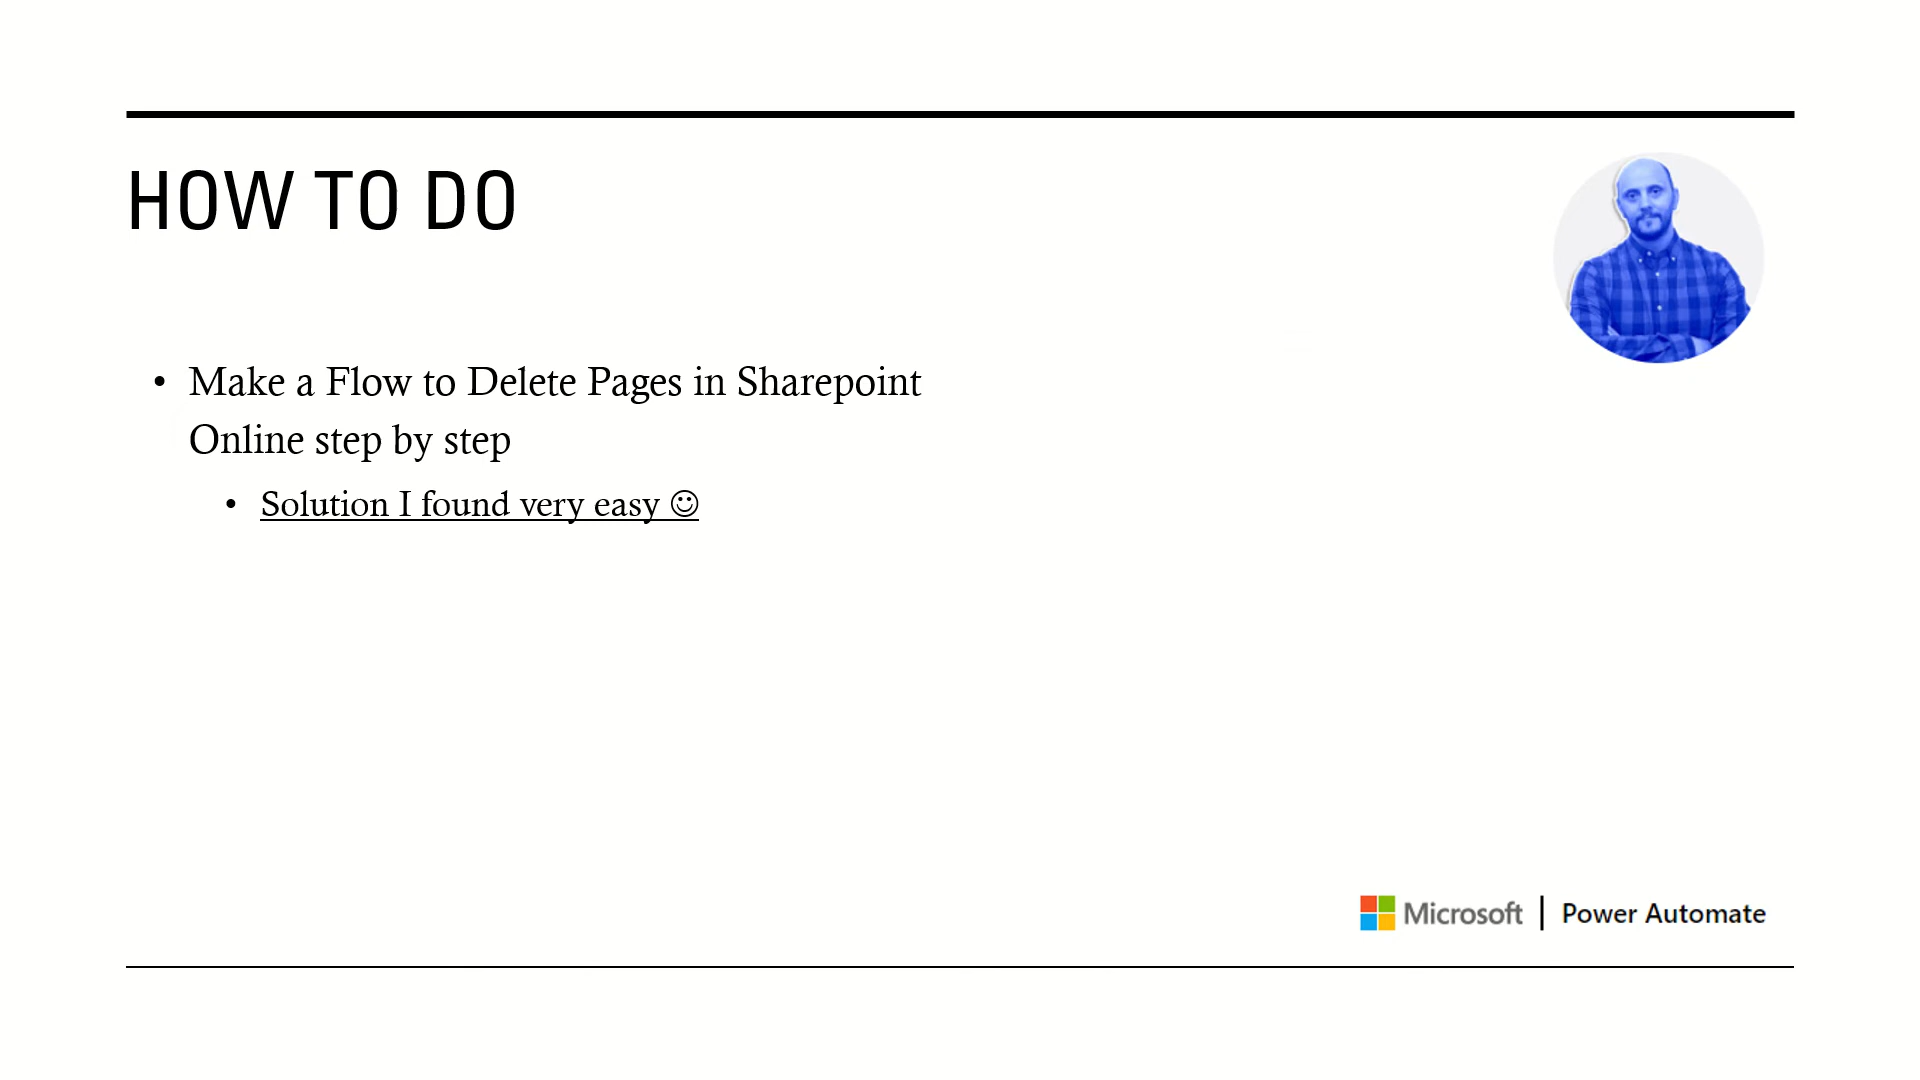 HOW TO DO
• Make a Flow to Delete Pages in Sharepoint
Online step by step
• Solution I found very easy ☺
Microsoft | Power Automate